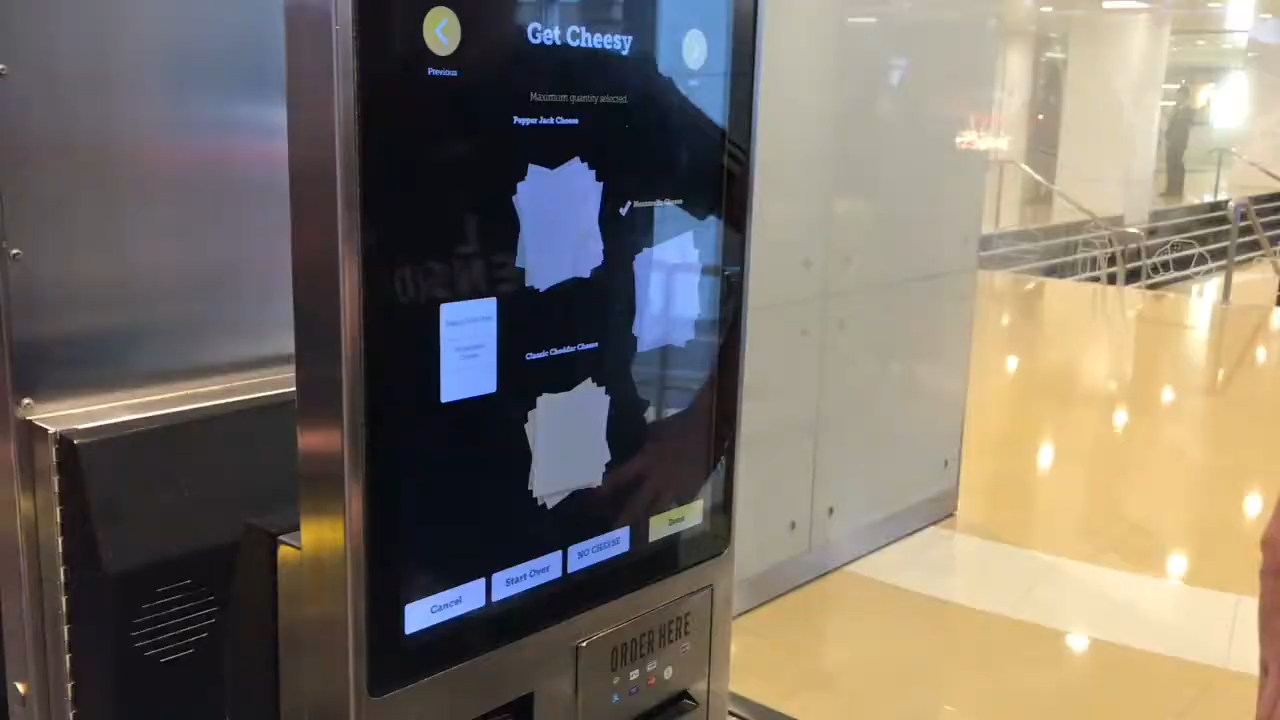 Get Cheesy
Previous
Maximum quantity selected.
Pepper Jack Cheese
Mozzarella Cheese
Classic Cheddar Cheese
Done
NO CHEESE
Start Over
Cancel
ORDER HERE